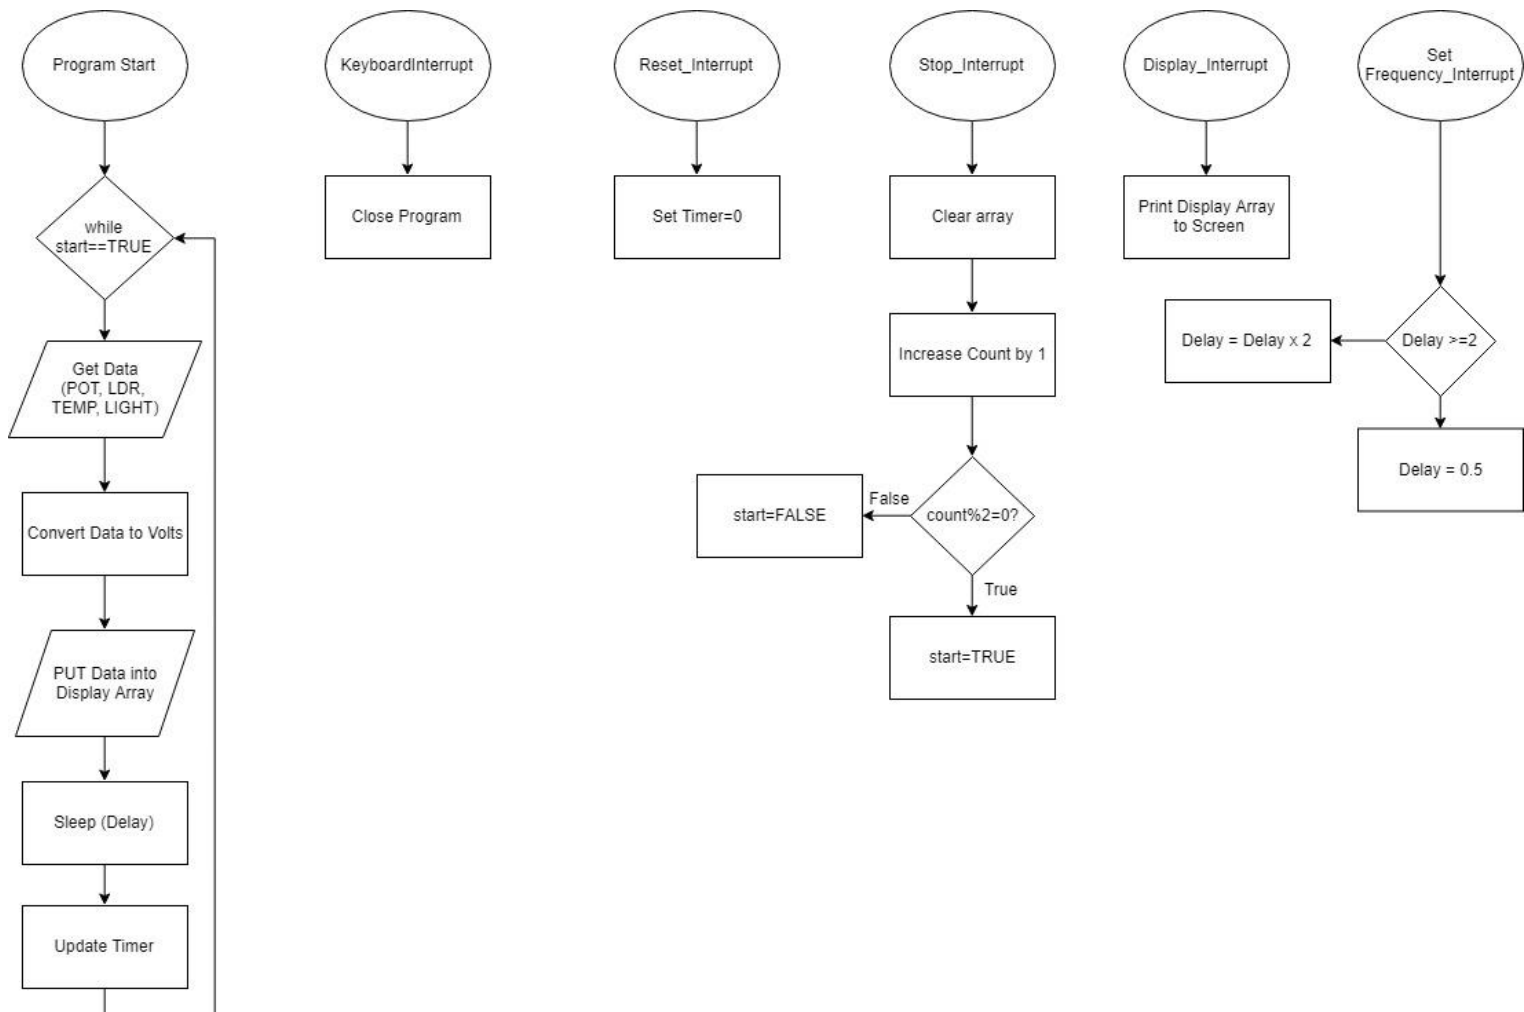 Program Start
while
start==TRUE
Get Data
(POT, LDR,
TEMP, LIGHT)
Convert Data to Volts
PUT Data into
Display Array
Sleep (Delay)
Update Timer
KeyboardInterrupt
Close Program
Reset_Interrupt
Set Timer=0
Stop_Interrupt
Clear array
Increase Count by 1
count%2=0?
False
start=FALSE
True
start=TRUE
Display_Interrupt
Print Display Array
to Screen
Set
Frequency_Interrupt
Delay >=2
Delay = Delay x 2
Delay = 0.5